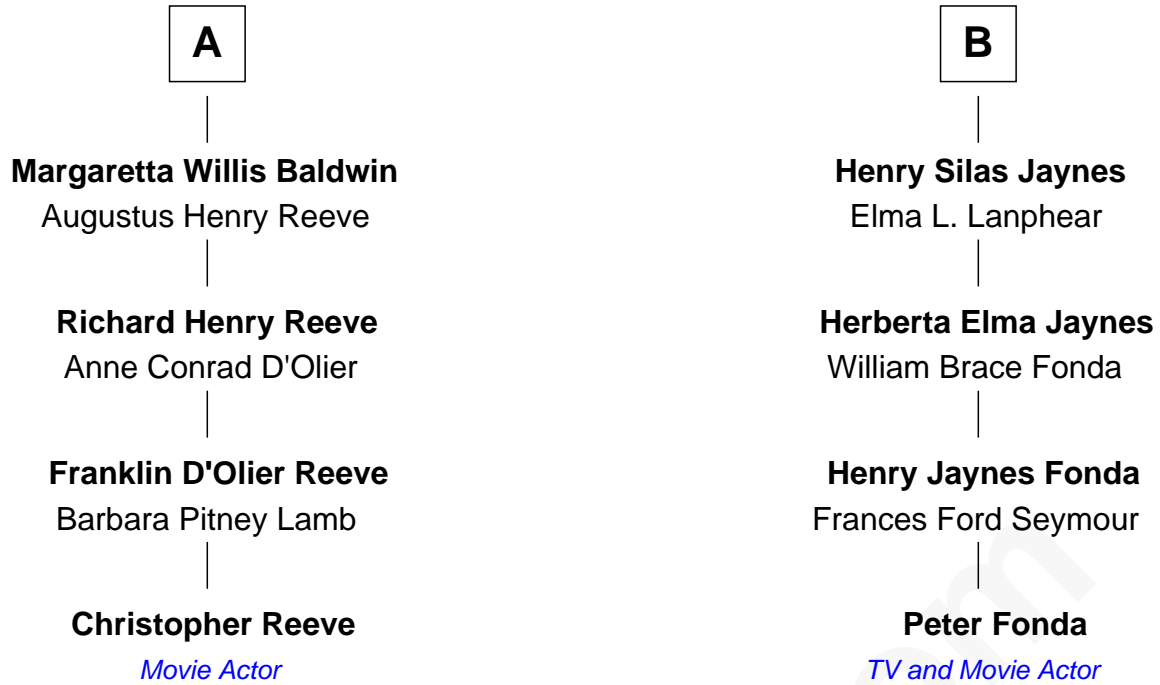 A
Margaretta Willis Baldwin
Augustus Henry Reeve
Richard Henry Reeve
Anne Conrad D'Olier
Franklin D'Olier Reeve
Barbara Pitney Lamb
Christopher Reeve
Movie Actor
B
Henry Silas Jaynes
Elma L. Lanphear
Herberta Elma Jaynes
William Brace Fonda
Henry Jaynes Fonda
Frances Ford Seymour
Peter Fonda
TV and Movie Actor